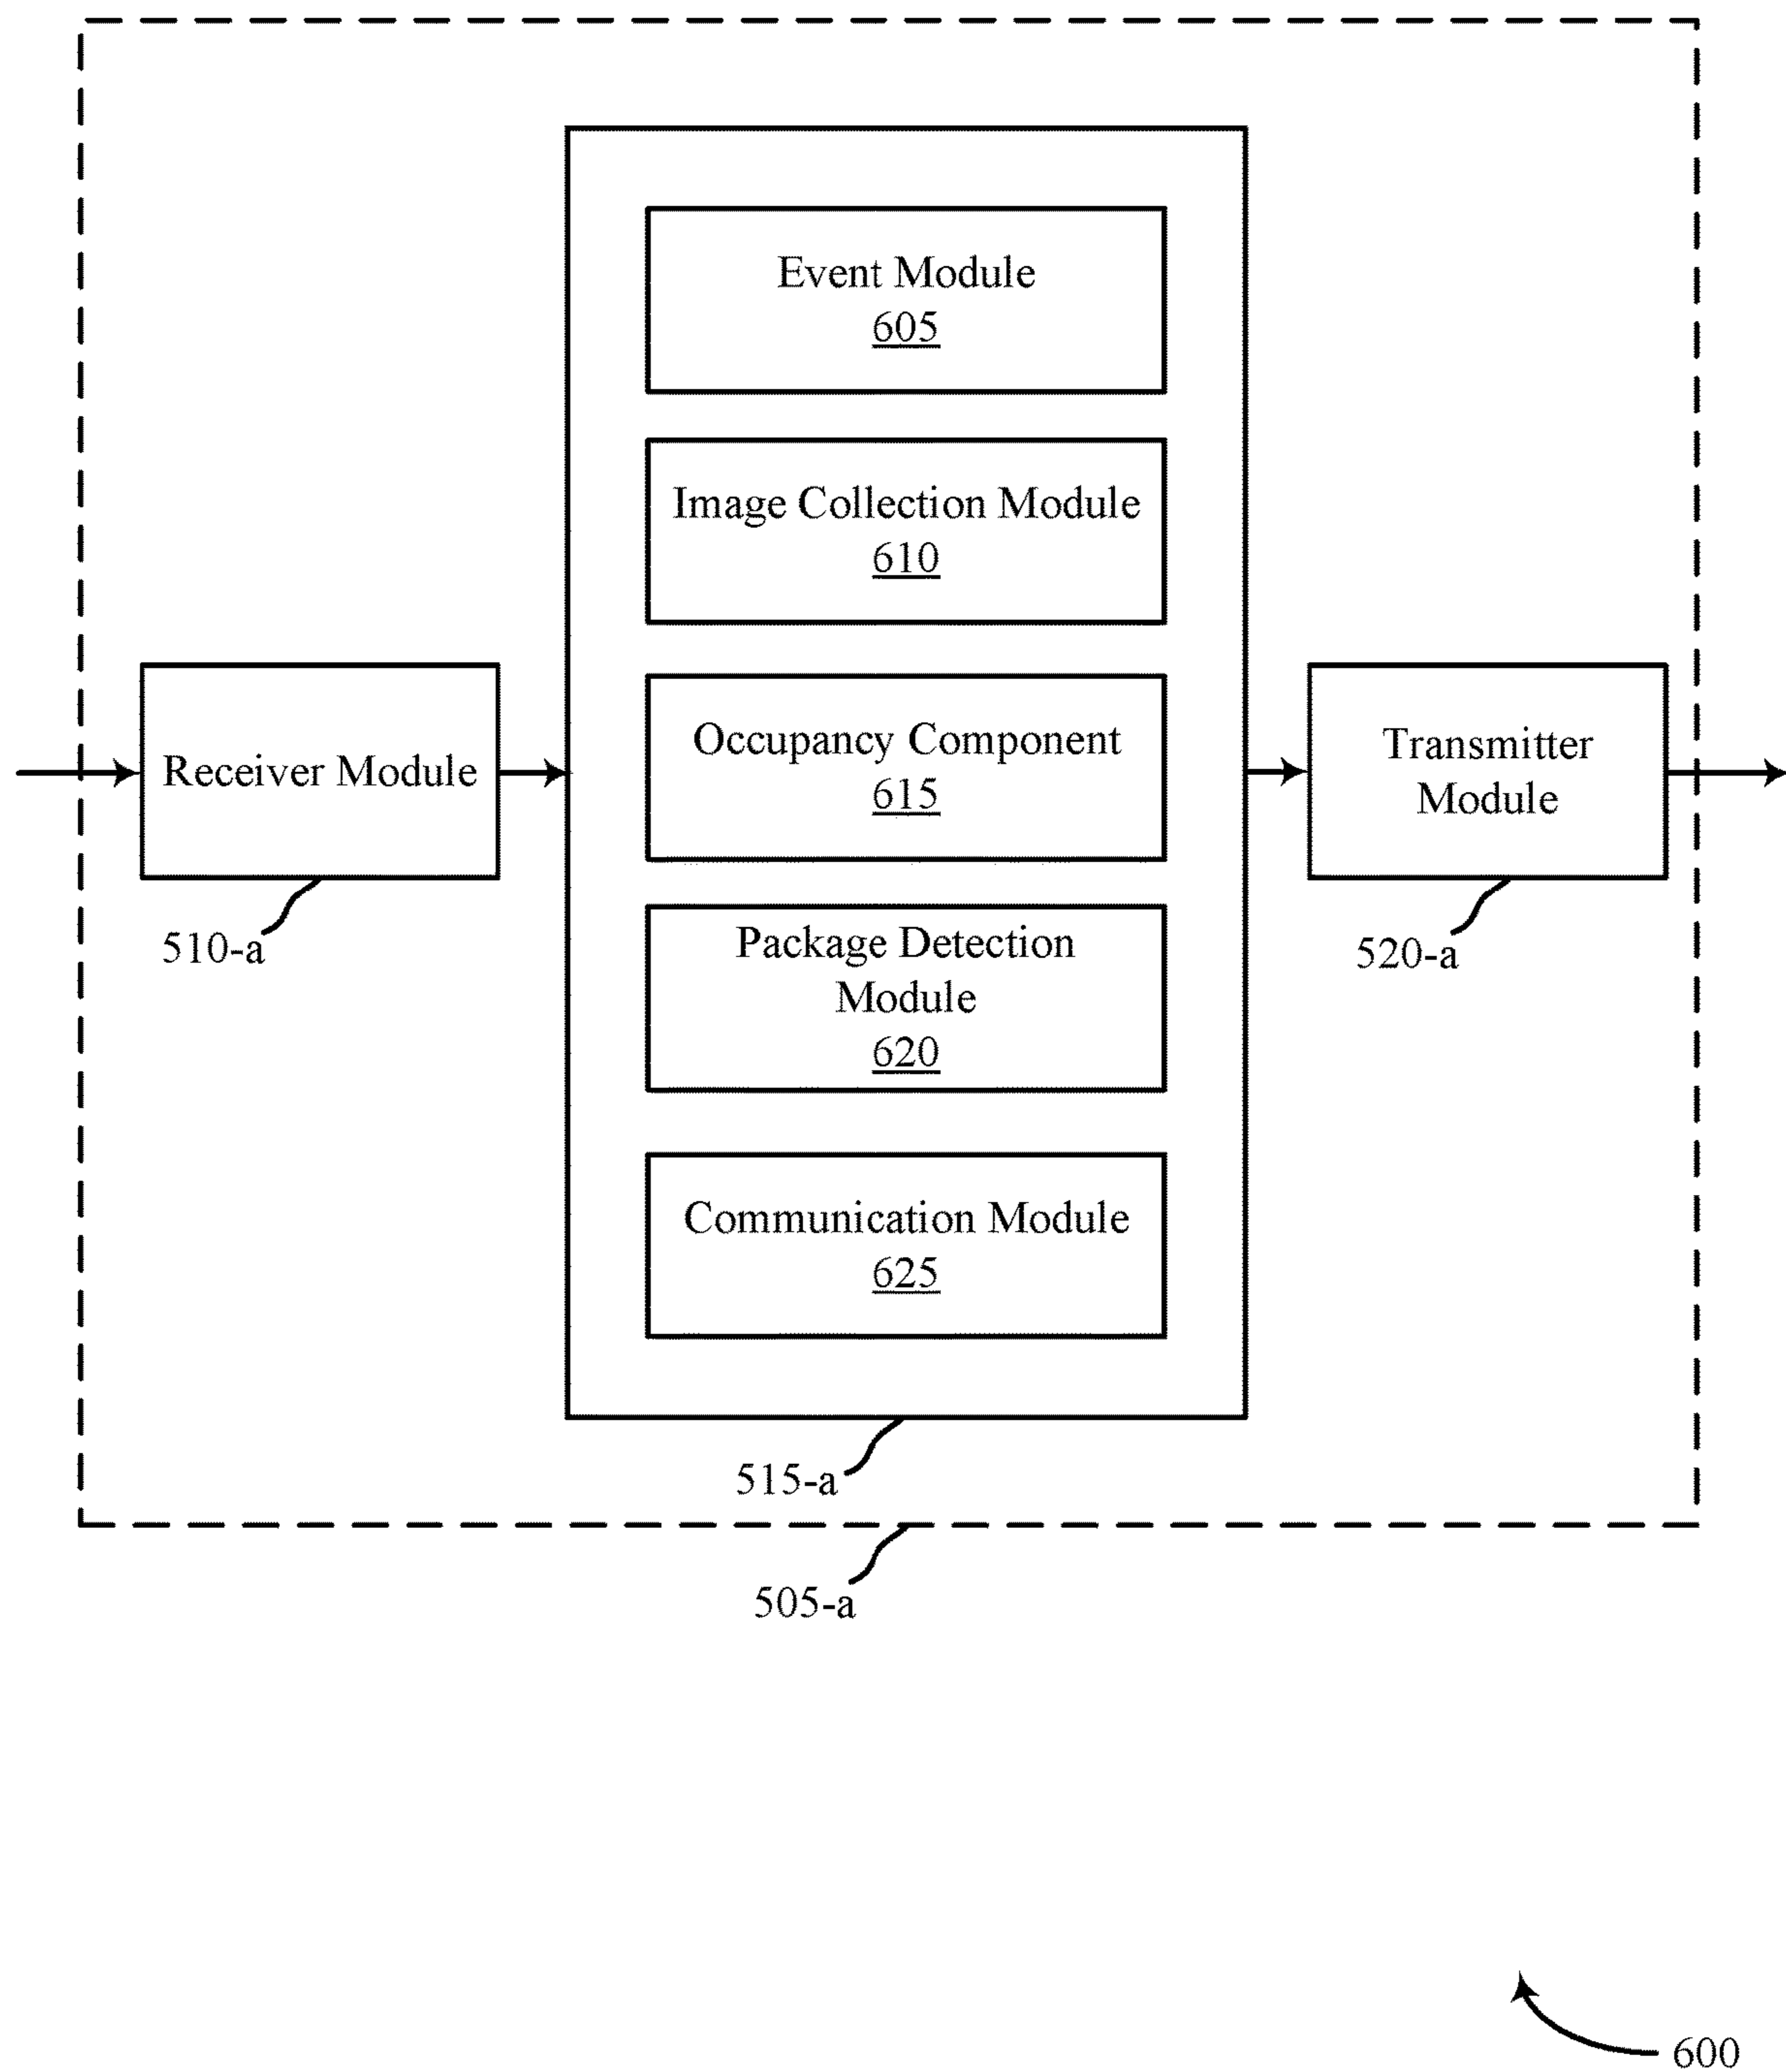 Event Module
605
Image Collection Module
610
Occupancy Component
615
Package Detection
Module
620
Communication Module
625
Receiver Module
510-a
Transmitter
Module
520-a
515-a
505-a
600